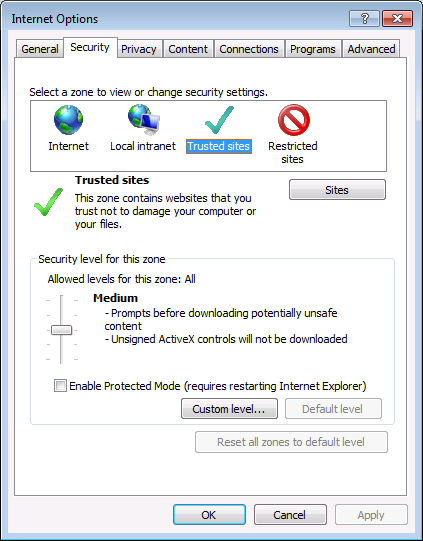 Internet Options
?
General Security Privacy Content Connections Programs Advanced
Select a zone to view or change security settings.
Internet Local intranet Trusted sites Restricted
sites
Trusted sites
Sites
This zone contains websites that you
trust not to damage your computer or
your files.
Security level for this zone
Allowed levels for this zone: All
Medium
- Prompts before downloading potentially unsafe
content
- Unsigned ActiveX controls will not be downloaded
Enable Protected Mode (requires restarting Internet Explorer)
Custom level... Default level
Reset all zones to default level
OK Cancel Apply